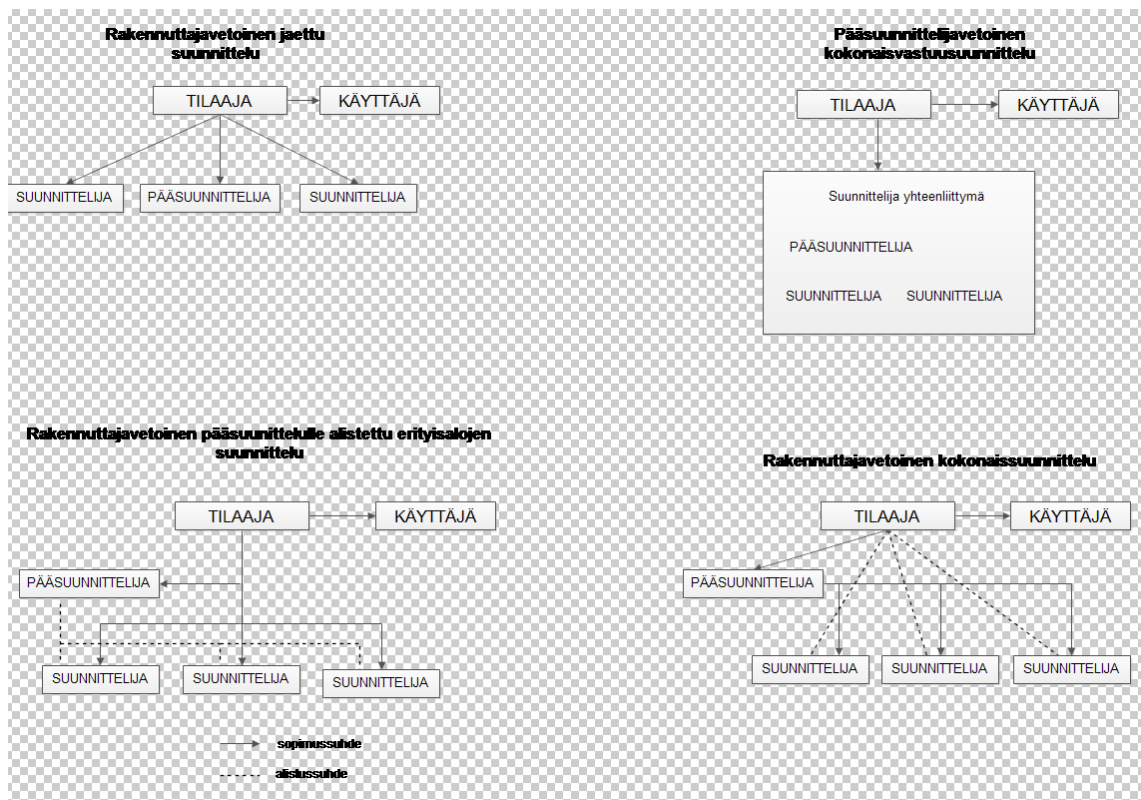 Rakennuttajavetoinen jaettu
suunnittelu
TILAAJA
KÄYTTÄJÄ
SUUNNITTELIJA
PÄÄSUUNNITTELIJA
SUUNNITTELIJA
Pääsuunnittelijavetoinen
kokonaisvastuusuunnittelu
TILAAJA
KÄYTTÄJÄ
Suunnittelija yhteenliittymä
PÄÄSUUNNITTELIJA
SUUNNITTELIJA
SUUNNITTELIJA
Rakennuttajavetoinen pääsuunittelulle alistettu erityisalojen
suunnittelu
TILAAJA
KÄYTTÄJÄ
PÄÄSUUNNITTELIJA
SUUNNITTELIJA
SUUNNITTELIJA
SUUNNITTELIJA
sopimussuhde
alistussuhde
Rakennuttajavetoinen kokonaissuunnittelu
TILAAJA
KÄYTTÄJÄ
PÄÄSUUNNITTELIJA
SUUNNITTELIJA
SUUNNITTELIJA
SUUNNITTELIJA